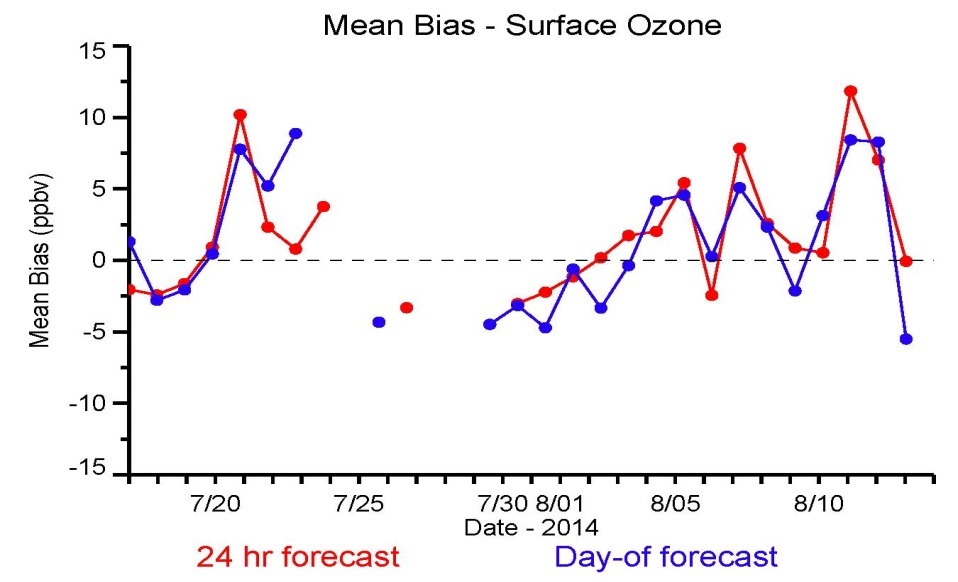 Mean Bias - Surface Ozone
15
10
5
0
-5
-10
-15
Mean Bias (ppbv)
7/20 7/25 7/30 8/01 8/05 8/10
Date - 2014
24 hr forecast Day-of forecast